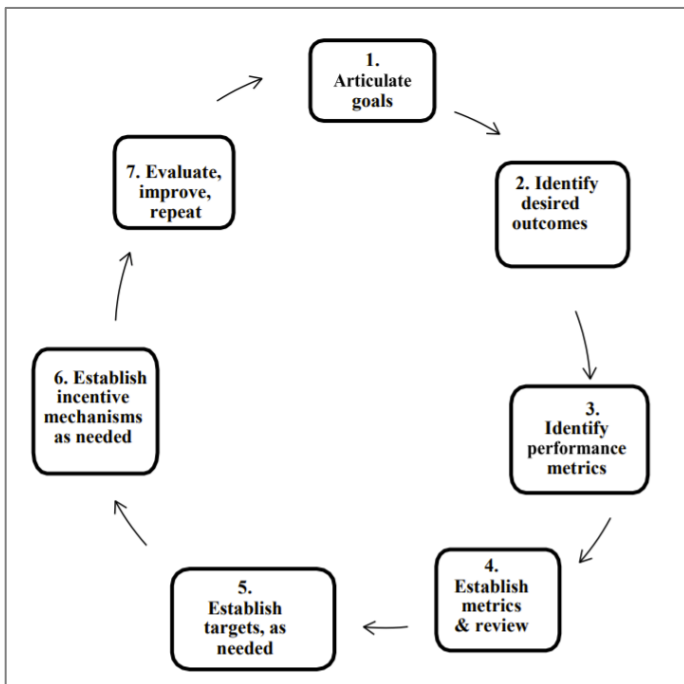 1.
Articulate
goals
2. Identify
desired
outcomes
3.
Identify
performance
metrics
4.
Establish
metrics
& review
5.
Establish
targets, as
needed
6. Establish
incentive
mechanisms
as needed
7. Evaluate,
improve,
repeat